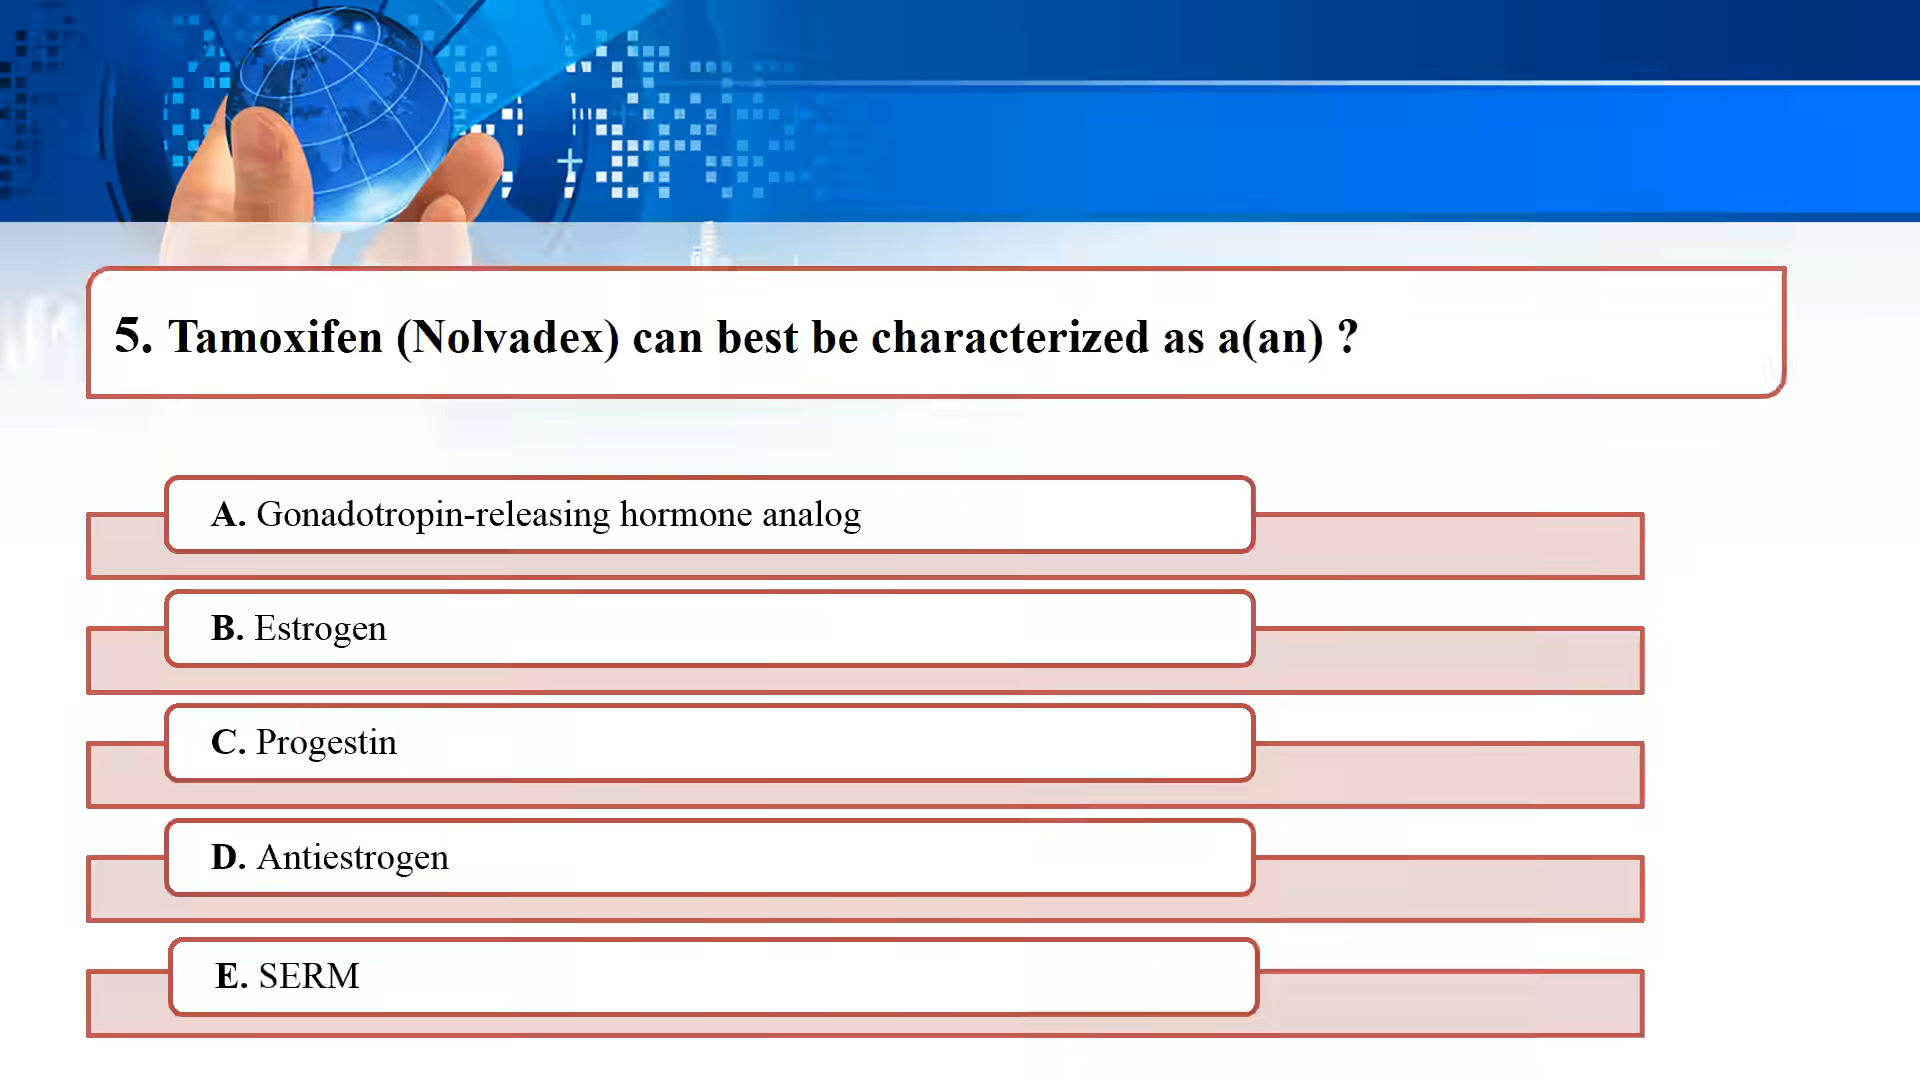 5. Tamoxifen (Nolvadex) can best be characterized as a(an) ?
A. Gonadotropin-releasing hormone analog
B. Estrogen
C. Progestin
D. Antiestrogen
E. SERM